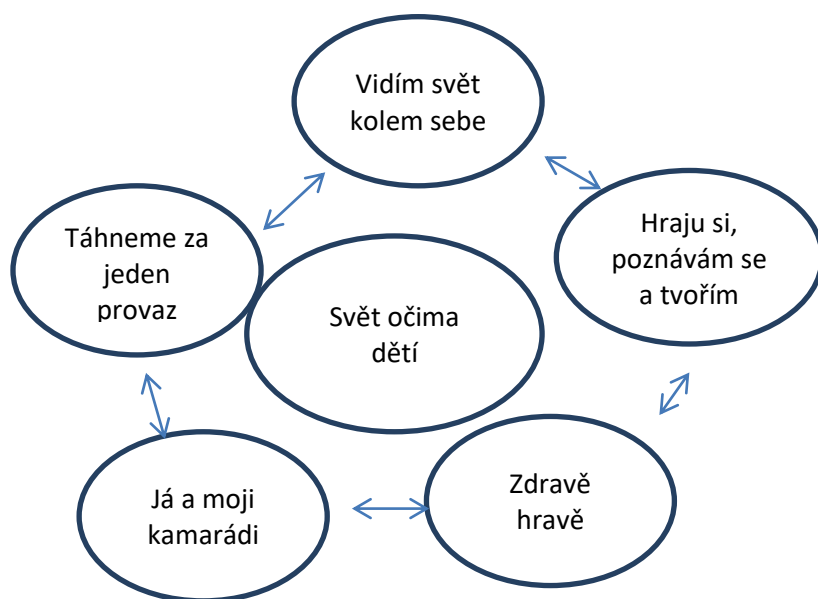 Vidím svět
kolem sebe
Táhneme za
jeden
provaz
Hraju si,
poznávám se
a tvořím
Svět očima
dětí
Já a moji
kamarádi
Zdravě
hravě